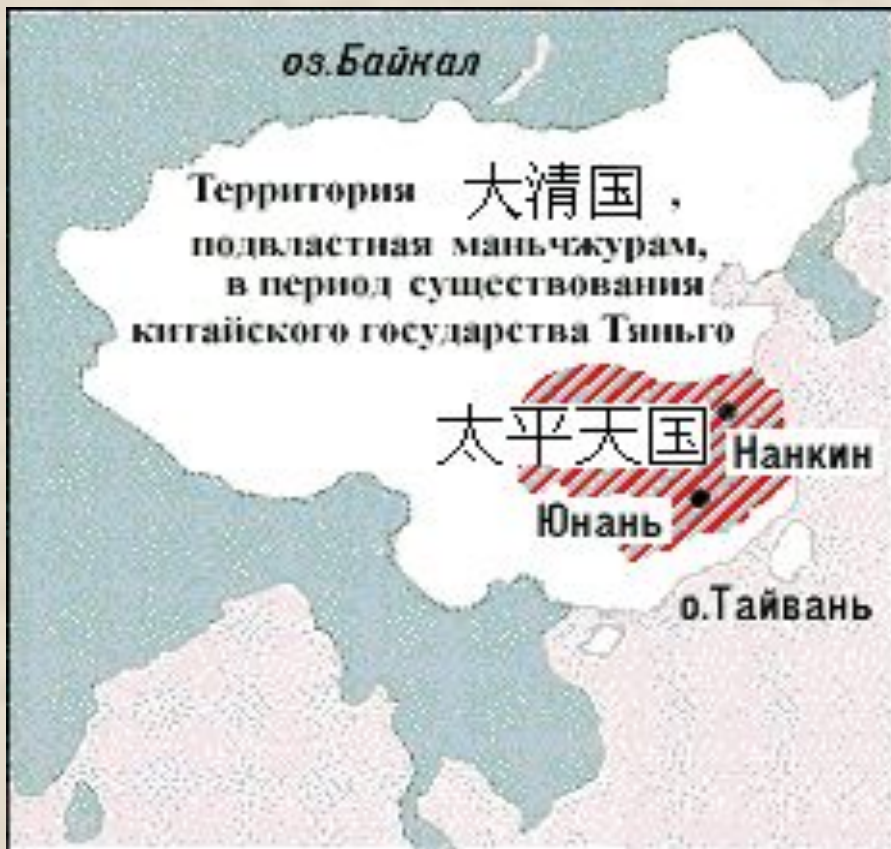 оз.Байкал
Территория 大清国 ,
подвластная маньчжурам,
в период существования
китайского государства Тяньго
太平天国
Нанкин
Юнань
о.Тайвань